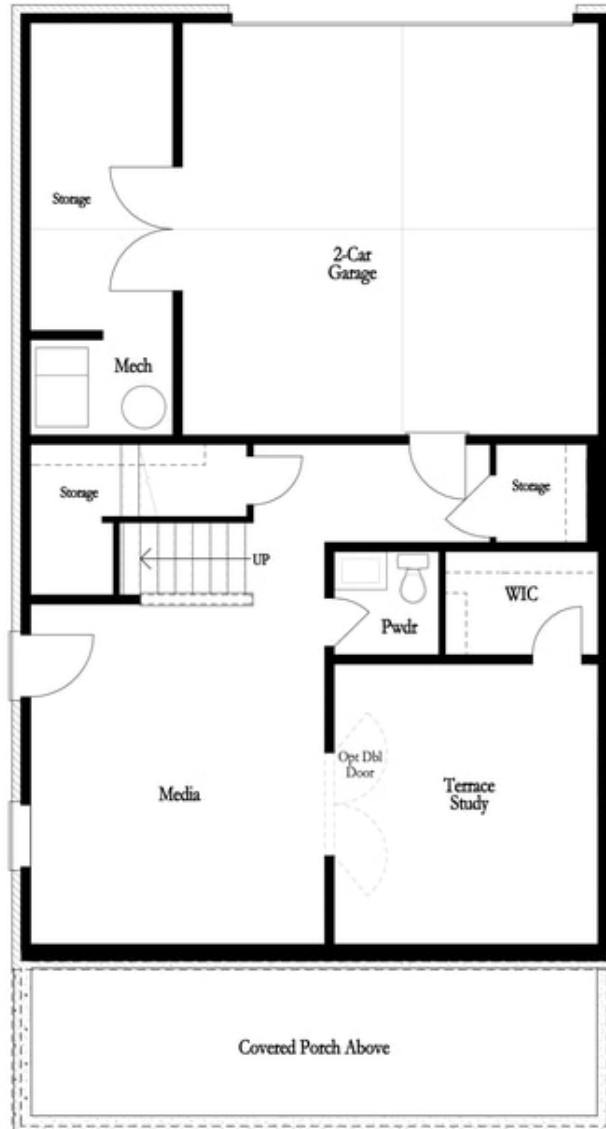 Storage
2-Car
Garage
Mech
Storage
Storage
UP
WIC
Pwdr
Opt Dbl
Door
Media
Terrace
Study
Covered Porch Above